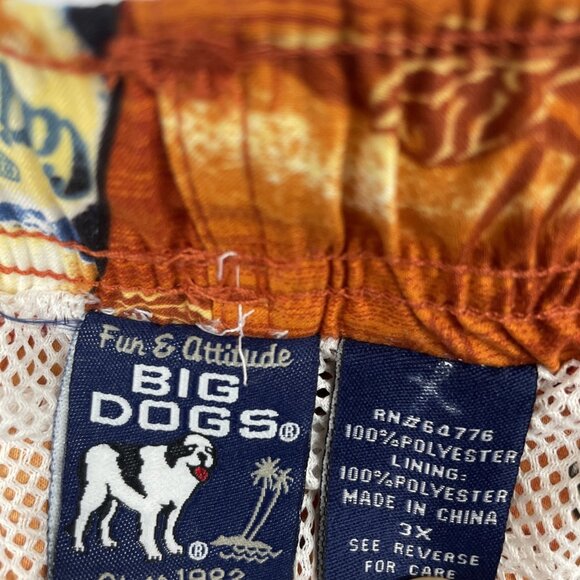 Fun & Attitude
BIG
DOGS®
®
1983
RN#64776
100%POLYESTER
LINING:
100%POLYESTER
MADE IN CHINA
3X
SEE REVERSE
FOR CARE